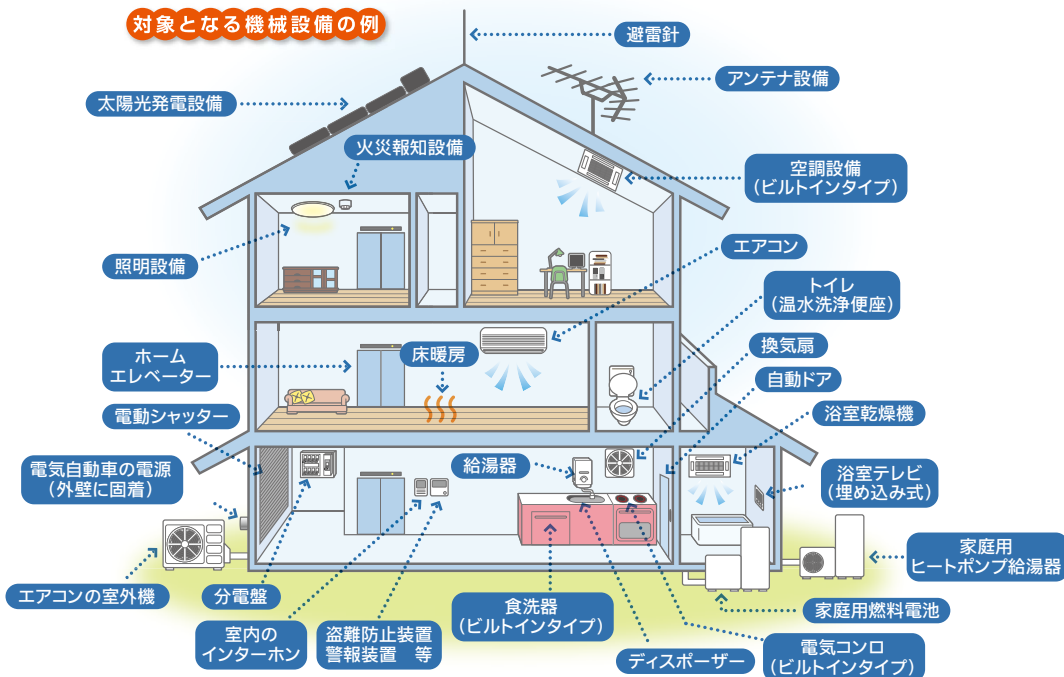 対象となる機械設備の例
避雷針
アンテナ設備
太陽光発電設備
火災報知設備
空調設備
（ビルトインタイプ）
照明設備
エアコン
トイレ
（温水洗浄便座）
ホーム
エレベーター
床暖房
換気扇
自動ドア
電動シャッター
浴室乾燥機
電気自動車の電源
（外壁に固着）
給湯器
浴室テレビ
（埋め込み式）
家庭用
ヒートポンプ給湯器
エアコンの室外機
分電盤
食洗器
（ビルトインタイプ）
家庭用燃料電池
室内の
インターホン
盗難防止装置
警報装置　等
ディスポーザー
電気コンロ
（ビルトインタイプ）